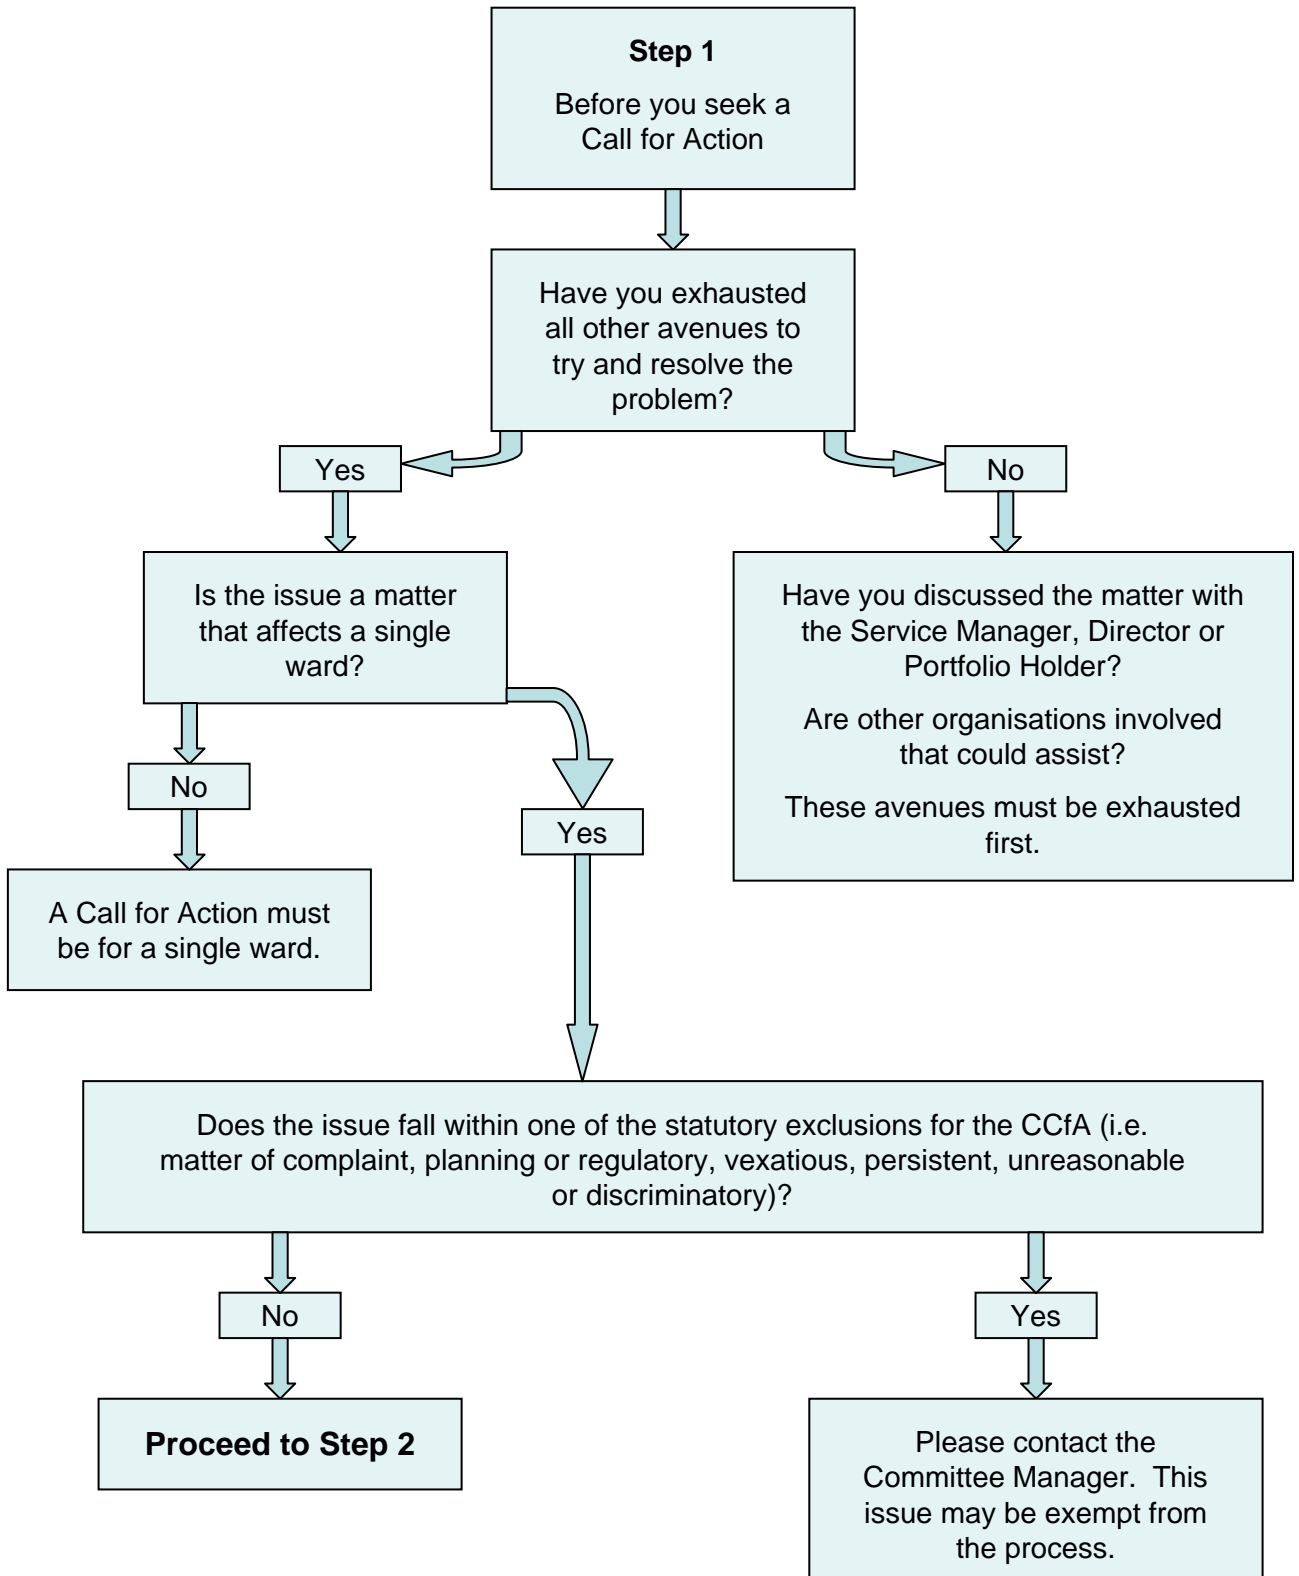 Step 1
Before you seek a
Call for Action
Have you exhausted
all other avenues to
try and resolve the
problem?
Yes
No
Is the issue a matter
that affects a single
ward?
Have you discussed the matter with
the Service Manager, Director or
Portfolio Holder?
Are other organisations involved
that could assist?
These avenues must be exhausted
first.
No
Yes
A Call for Action must
be for a single ward.
Does the issue fall within one of the statutory exclusions for the CCfA (i.e.
matter of complaint, planning or regulatory, vexatious, persistent, unreasonable
or discriminatory)?
No
Yes
Proceed to Step 2
Please contact the
Committee Manager.  This
issue may be exempt from
the process.